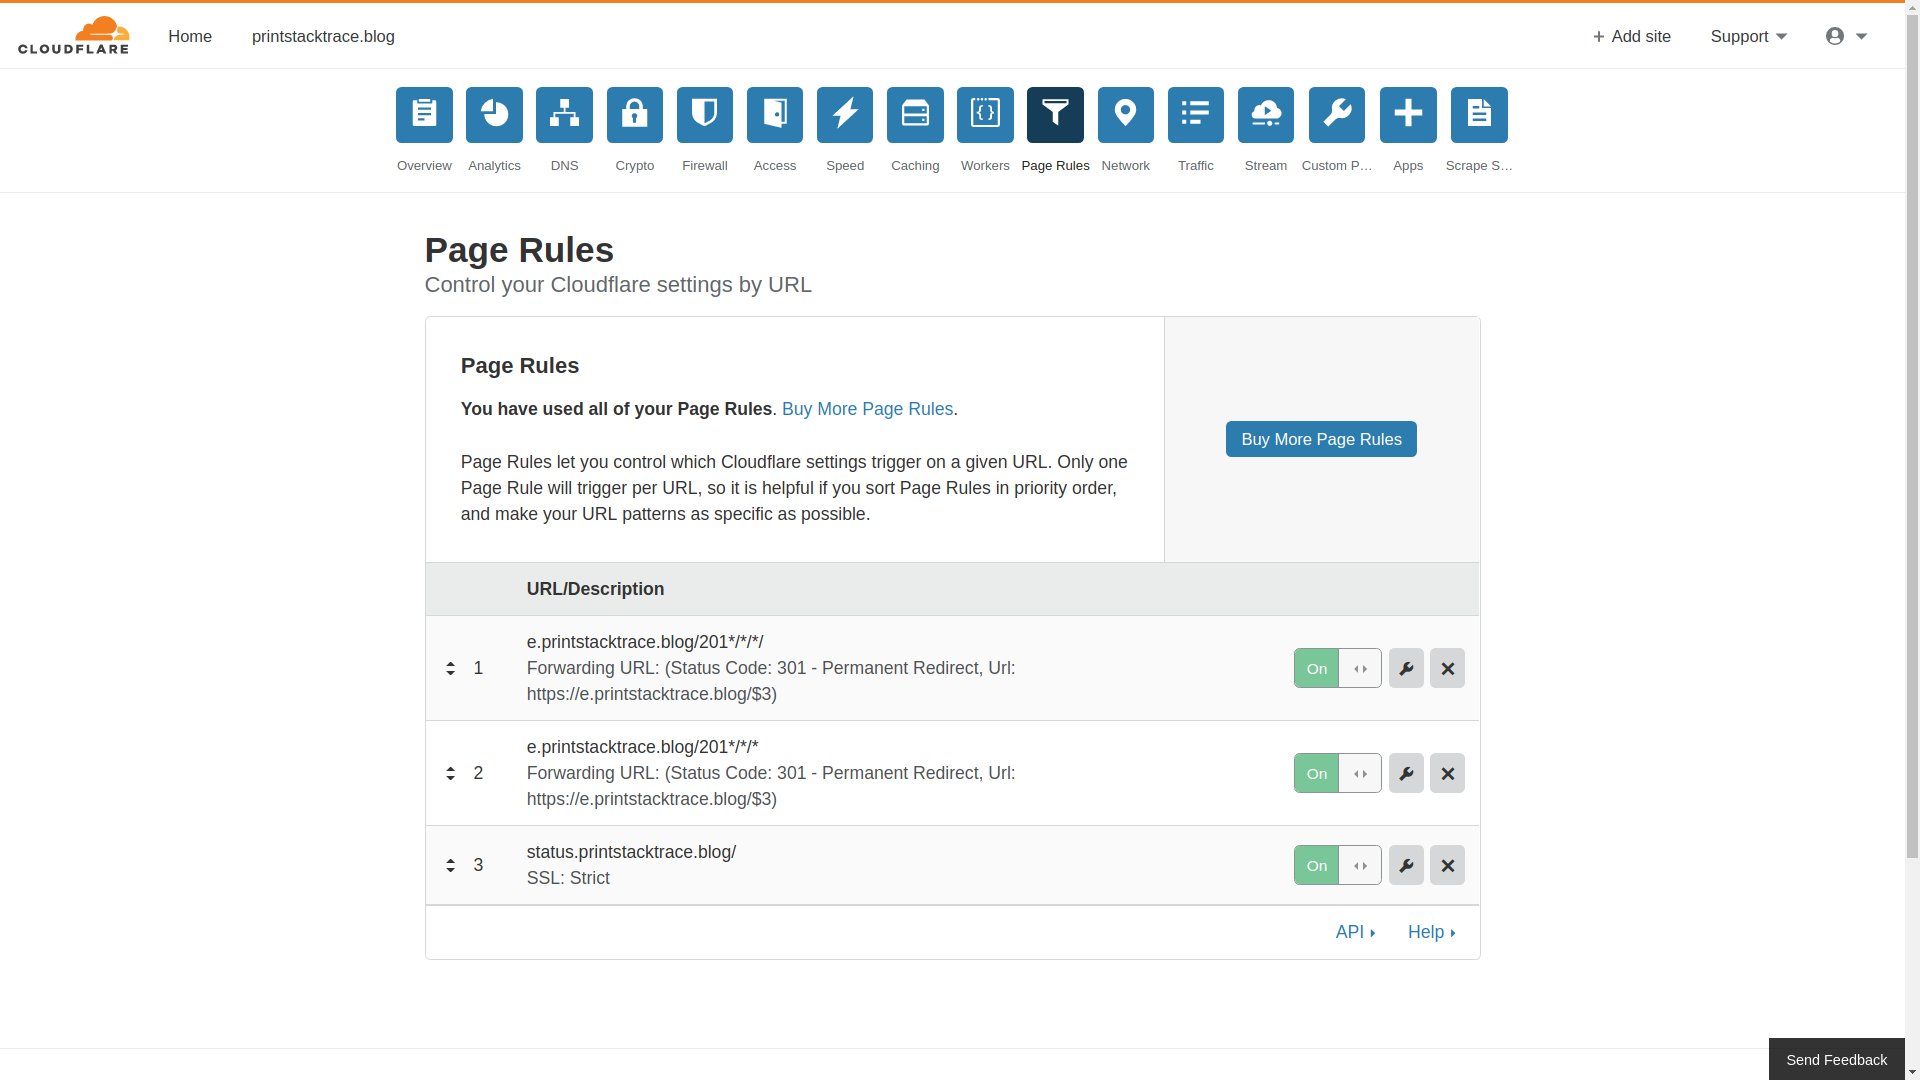 CLOUDFLARE
Home
printstacktrace.blog
+ Add site
Support
Overview
Analytics
DNS
Crypto
Firewall
Access
Speed
Caching
Workers
Page Rules
Network
Traffic
Stream
Custom P…
Apps
Scrape S…
Page Rules
Control your Cloudflare settings by URL
Page Rules
You have used all of your Page Rules. Buy More Page Rules.
Buy More Page Rules
Page Rules let you control which Cloudflare settings trigger on a given URL. Only one
Page Rule will trigger per URL, so it is helpful if you sort Page Rules in priority order,
and make your URL patterns as specific as possible.
URL/Description
1
e.printstacktrace.blog/201*/*/*/
Forwarding URL: (Status Code: 301 - Permanent Redirect, Url:
https://e.printstacktrace.blog/$3)
On
2
e.printstacktrace.blog/201*/*/*
Forwarding URL: (Status Code: 301 - Permanent Redirect, Url:
https://e.printstacktrace.blog/$3)
On
3
status.printstacktrace.blog/
SSL: Strict
On
API
Help
Send Feedback